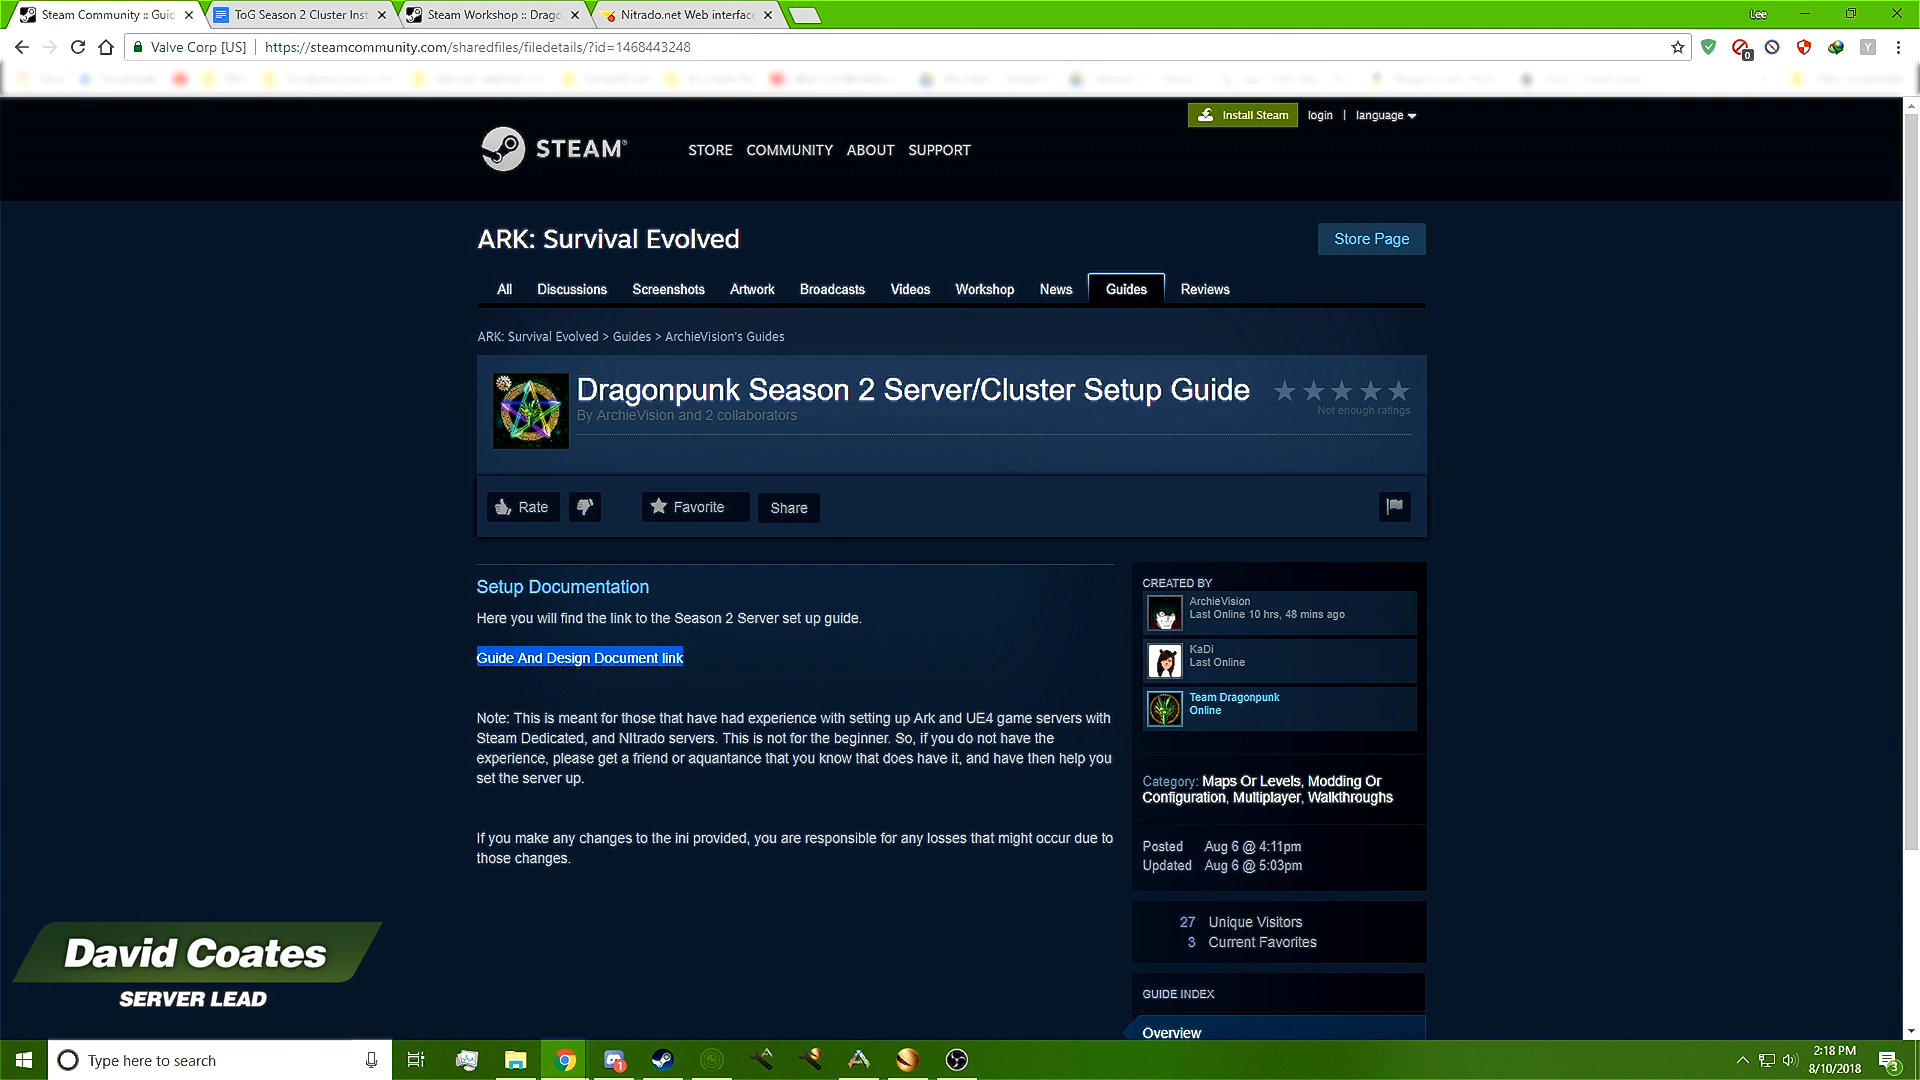 Steam Community :: Guid
ToG Season 2 Cluster Inst
Steam Workshop :: Drago
Nitrado.net Web interface
Lee
Valve Corp [US]
https://steamcommunity.com/sharedfiles/filedetails/?id=1468443248
0
Y
Install Steam
login | language
STEAM®
STORE COMMUNITY ABOUT SUPPORT
ARK: Survival Evolved
Store Page
All Discussions Screenshots Artwork Broadcasts Videos Workshop News Guides Reviews
ARK: Survival Evolved > Guides > ArchieVision's Guides
Dragonpunk Season 2 Server/Cluster Setup Guide
By ArchieVision and 2 collaborators
Not enough ratings
Rate
Favorite
Share
Setup Documentation
Here you will find the link to the Season 2 Server set up guide.
Guide And Design Document link
Note: This is meant for those that have had experience with setting up Ark and UE4 game servers with
Steam Dedicated, and NItrado servers. This is not for the beginner. So, if you do not have the
experience, please get a friend or aquantance that you know that does have it, and have then help you
set the server up.
If you make any changes to the ini provided, you are responsible for any losses that might occur due to
those changes.
CREATED BY
ArchieVision
Last Online 10 hrs, 48 mins ago
KaDi
Last Online
Team Dragonpunk
Online
Category: Maps Or Levels, Modding Or
Configuration, Multiplayer, Walkthroughs
Posted Aug 6 @ 4:11pm
Updated Aug 6 @ 5:03pm
27 Unique Visitors
3 Current Favorites
GUIDE INDEX
Overview
David Coates
SERVER LEAD
Type here to search
1
2:18 PM
8/10/2018
3